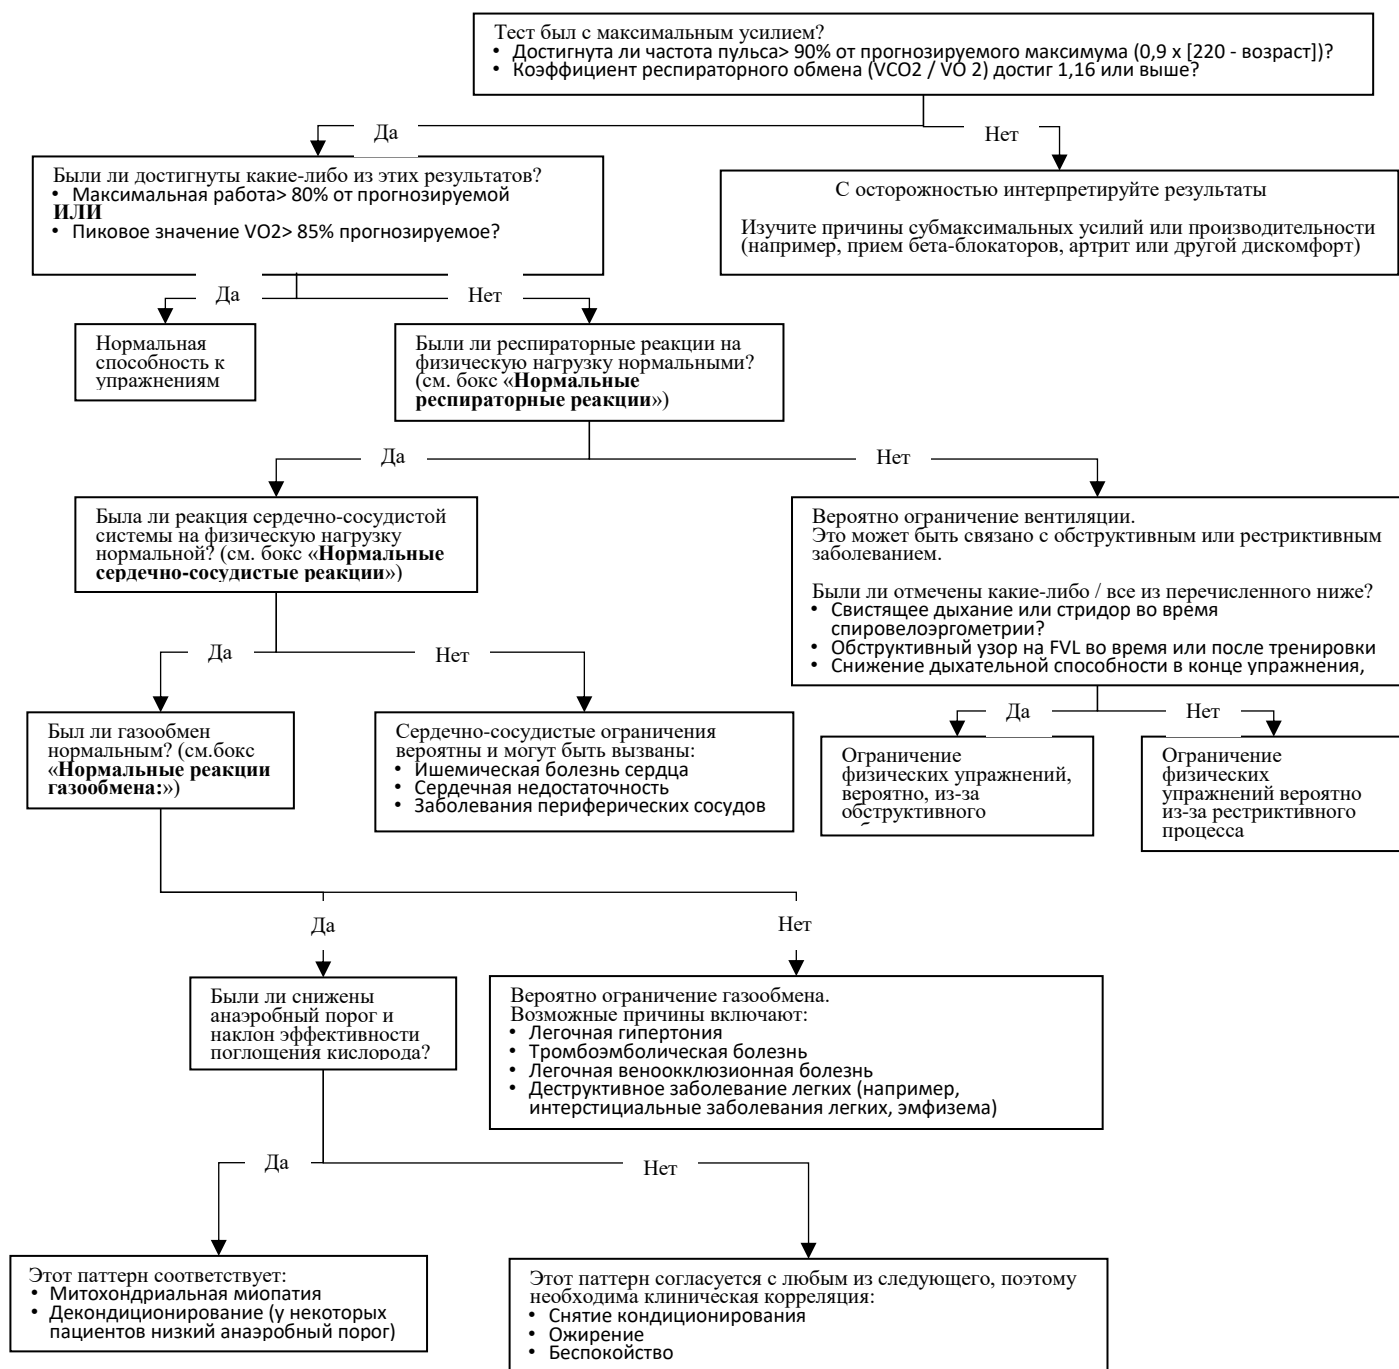 Тест был с максимальным усилием?
• Достигнута ли частота пульса> 90% от прогнозируемого максимума (0,9 x [220 - возраст])?
• Коэффициент респираторного обмена (VCO2 / VO 2) достиг 1,16 или выше?
Да
Нет
Были ли достигнуты какие-либо из этих результатов?
• Максимальная работа> 80% от прогнозируемой
ИЛИ
• Пиковое значение VO2> 85% прогнозируемое?
С осторожностью интерпретируйте результаты
Изучите причины субмаксимальных усилий или производительности
(например, прием бета-блокаторов, артрит или другой дискомфорт)
Да
Нет
Нормальная
способность к
упражнениям
Были ли респираторные реакции на
физическую нагрузку нормальными?
(см. бокс «Нормальные
респираторные реакции»)
Да
Нет
Была ли реакция сердечно-сосудистой
системы на физическую нагрузку
нормальной? (см. бокс «Нормальные
сердечно-сосудистые реакции»)
Вероятно ограничение вентиляции.
Это может быть связано с обструктивным или рестриктивным
заболеванием.
Были ли отмечены какие-либо / все из перечисленного ниже?
• Свистящее дыхание или стридор во время
спировелоэргометрии?
• Обструктивный узор на FVL во время или после тренировки
• Снижение дыхательной способности в конце упражнения,
Да
Нет
Да
Нет
Был ли газообмен
нормальным? (см.бокс
«Нормальные реакции
газообмена:»)
Сердечно-сосудистые ограничения
вероятны и могут быть вызваны:
• Ишемическая болезнь сердца
• Сердечная недостаточность
• Заболевания периферических сосудов
Ограничение
физических упражнений,
вероятно, из-за
обструктивного
Ограничение
физических
упражнений вероятно
из-за рестриктивного
процесса
Да
Нет
Были ли снижены
анаэробный порог и
наклон эффективности
поглощения кислорода?
Вероятно ограничение газообмена.
Возможные причины включают:
• Легочная гипертония
• Тромбоэмболическая болезнь
• Легочная веноокклюзионная болезнь
• Деструктивное заболевание легких (например,
интерстициальные заболевания легких, эмфизема)
Да
Нет
Этот паттерн соответствует:
• Митохондриальная миопатия
• Декондиционирование (у некоторых
пациентов низкий анаэробный порог)
Этот паттерн согласуется с любым из следующего, поэтому
необходима клиническая корреляция:
• Снятие кондиционирования
• Ожирение
• Беспокойство